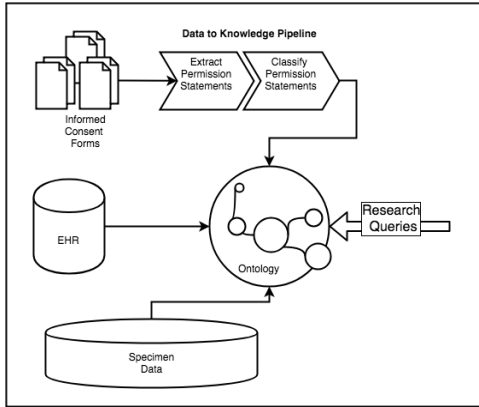 Data to Knowledge Pipeline
Extract
Permission
Statements
Classify
Permission
Statements
Informed
Consent
Forms
Research
Queries
EHR
Ontology
Specimen
Data